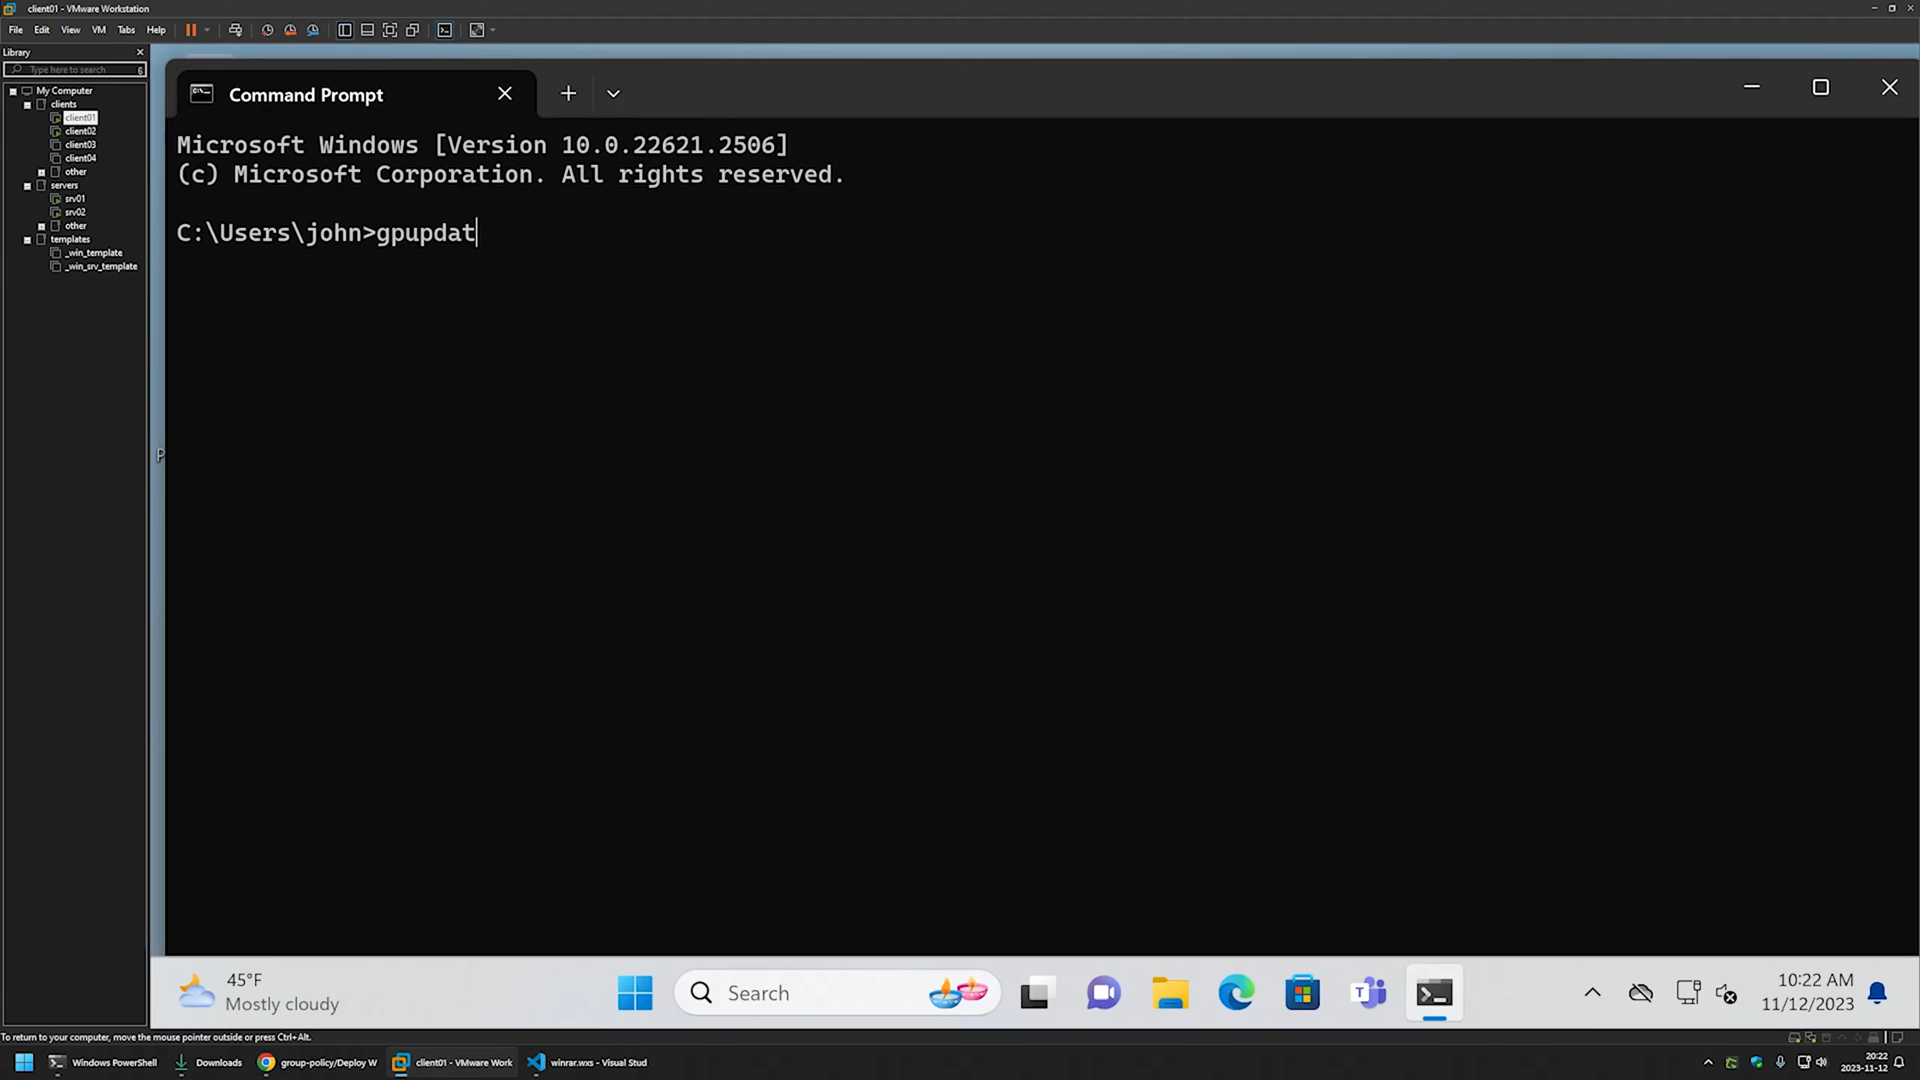 client01 - VMware Workstation
File Edit View VM Tabs Help
Library
Type here to search
My Computer
clients
client01
client02
client03
client04
other
servers
srv01
srv02
other
templates
_win_template
_win_srv_template
Command Prompt
Microsoft Windows [Version 10.0.22621.2506]
(c) Microsoft Corporation. All rights reserved.
C:\Users\john>gpupdat
45°F
Mostly cloudy
Search
10:22 AM
11/12/2023
To return to your computer, move the mouse pointer outside or press Ctrl+Alt.
Windows PowerShell
Downloads
group-policy/Deploy W
client01 - VMware Work
winrar.wxs - Visual Stud
20:22
2023-11-12